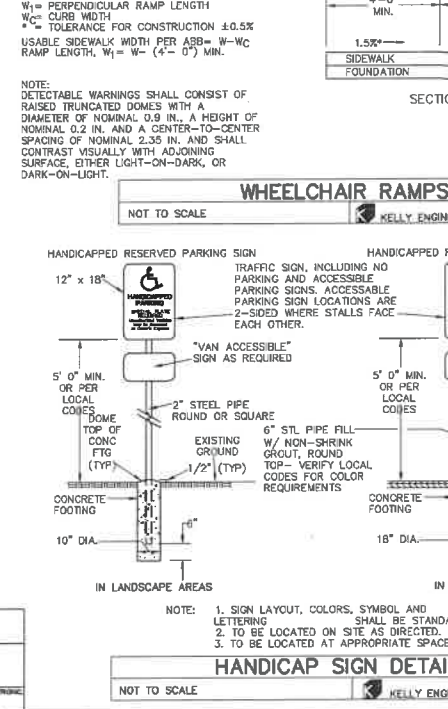 W₁= PERPENDICULAR RAMP LENGTH
Wc= CURB WIDTH
* = TOLERANCE FOR CONSTRUCTION ±0.5%
USABLE SIDEWALK WIDTH PER ABB= W-Wc
RAMP LENGTH, W₁= W- (4'- 0") MIN.
MIN.
1.5%*
SIDEWALK
FOUNDATION
SECTIO
NOTE:
DETECTABLE WARNINGS SHALL CONSIST OF
RAISED TRUNCATED DOMES WITH A
DIAMETER OF NOMINAL 0.9 IN., A HEIGHT OF
NOMINAL 0.2 IN. AND A CENTER-TO-CENTER
SPACING OF NOMINAL 2.35 IN. AND SHALL
CONTRAST VISUALLY WITH ADJOINING
SURFACE, EITHER LIGHT-ON-DARK, OR
DARK-ON-LIGHT.
WHEELCHAIR RAMPS
NOT TO SCALE
KELLY ENGIN
HANDICAPPED RESERVED PARKING SIGN
HANDICAPPED
12" x 18"
HANDICAPPED
PARKING
SPECIAL PLATE
REQUIRED
TRAFFIC SIGN, INCLUDING NO
PARKING AND ACCESSIBLE
PARKING SIGNS. ACCESSABLE
PARKING SIGN LOCATIONS ARE
2-SIDED WHERE STALLS FACE
EACH OTHER.
"VAN ACCESSIBLE"
SIGN AS REQUIRED
5' 0" MIN.
OR PER
LOCAL
CODES
2" STEEL PIPE
ROUND OR SQUARE
DOME
TOP OF
CONC
FTG
(TYP)
EXISTING
GROUND
1/2" (TYP)
6" STL PIPE FILL
W/ NON-SHRINK
GROUT, ROUND
TOP- VERIFY LOCAL
CODES FOR COLOR
REQUIREMENTS
5' 0" MIN.
OR PER
LOCAL
CODES
CONCRETE
FOOTING
6"
10" DIA.
CONCRETE
FOOTING
18" DIA.
IN LANDSCAPE AREAS
IN
NOTE: 1. SIGN LAYOUT, COLORS, SYMBOL AND
LETTERING SHALL BE STANDA
2. TO BE LOCATED ON SITE AS DIRECTED.
3. TO BE LOCATED AT APPROPRIATE SPACE
HANDICAP SIGN DETAI
NOT TO SCALE
KELLY ENG